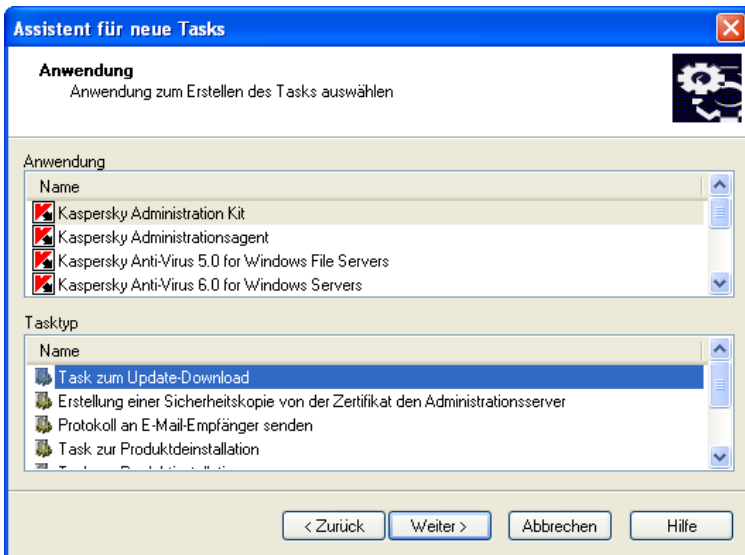 Assistent für neue Tasks
Anwendung
Anwendung zum Erstellen des Tasks auswählen
Anwendung
Name
Kaspersky Administration Kit
Kaspersky Administrationsagent
Kaspersky Anti-Virus 5.0 for Windows File Servers
Kaspersky Anti-Virus 6.0 for Windows Servers
Tasktyp
Name
Task zum Update-Download
Erstellung einer Sicherheitskopie von der Zertifikat den Administrationsserver
Protokoll an E-Mail-Empfänger senden
Task zur Produktdeinstallation
< Zurück Weiter > Abbrechen Hilfe